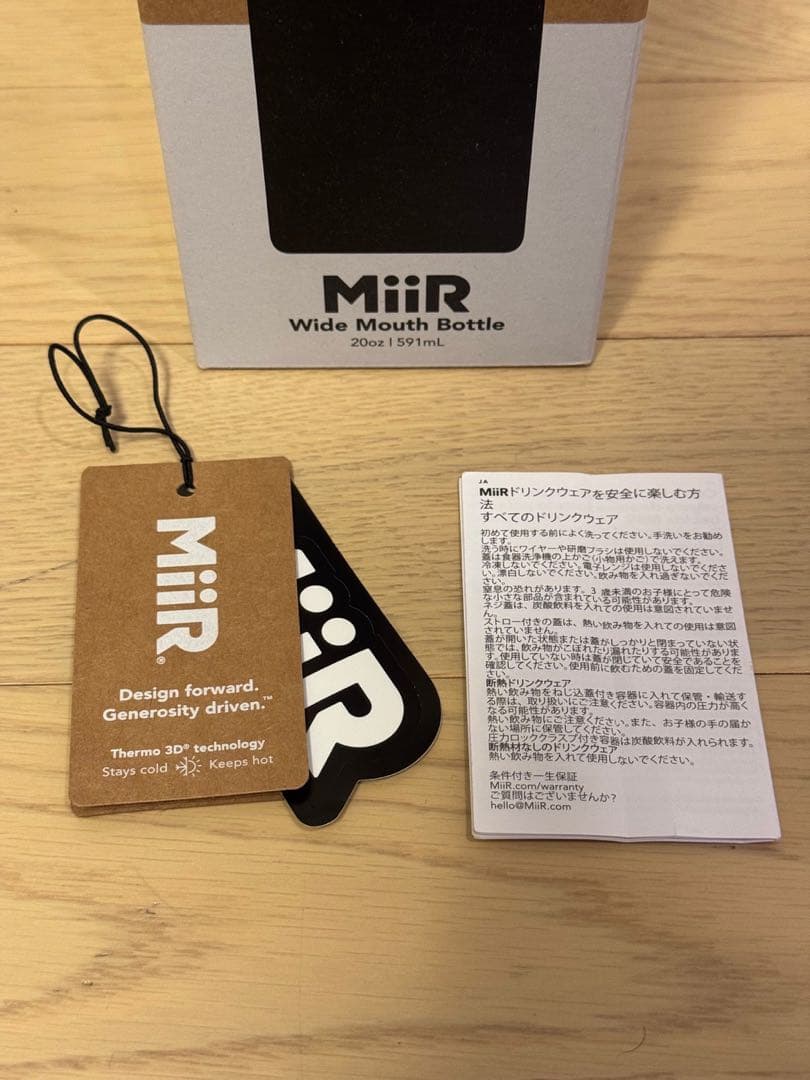 MiiR
Wide Mouth Bottle
20oz | 591mL
MiiR®
Design forward.
Generosity driven.™
Thermo 3D® technology
Stays cold Keeps hot
iiR
JA
MiiRドリンクウェアを安全に楽しむ方
法
すべてのドリンクウェア
初めて使用する前によく洗ってください。手洗いをお勧め
します。
洗う時にワイヤーや研磨ブラシは使用しないでください。
蓋は食器洗浄機の上かご(小物用かご)で洗えます。
冷凍しないでください。電子レンジは使用しないでくださ
い。漂白しないでください。飲み物を入れ過ぎないでくだ
さい。
窒息の恐れがあります。3 歳未満のお子様にとって危険
な小さな部品が含まれている可能性があります。
ネジ蓋は、炭酸飲料を入れての使用は意図されていませ
ん。
ストロー付きの蓋は、熱い飲み物を入れての使用は意図
されていません。
蓋が開いた状態または蓋がしっかりと閉まっていない状
態では、飲み物がこぼれたり漏れたりする可能性がありま
す。使用していない時は蓋が閉じていて安全であることを
確認してください。使用前に飲むための蓋を固定してくだ
さい。
断熱ドリンクウェア
熱い飲み物をねじ込蓋付き容器に入れて保管・輸送す
る際は、取り扱いにご注意ください。容器内の圧力が高く
なる可能性があります。
熱い飲み物にご注意ください。また、お子様の手の届か
ない場所に保管してください。
圧力ロッククラスプ付き容器は炭酸飲料が入れられます。
断熱材なしのドリンクウェア
熱い飲み物を入れて使用しないでください。
条件付き一生保証
MiiR.com/warranty
ご質問はございませんか?
hello@MiiR.com